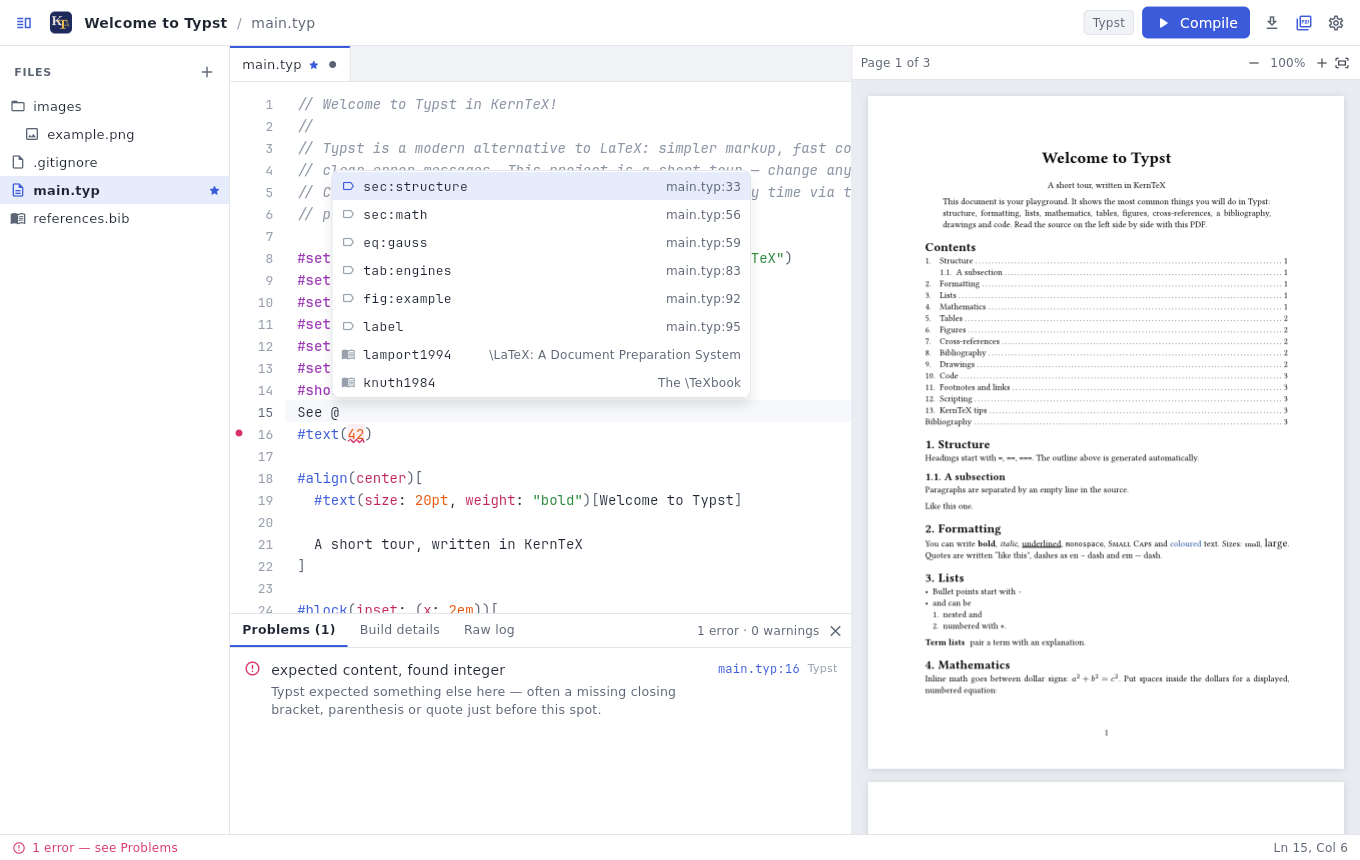 Welcome to Typst / main.typ
Typst
Compile
FILES
images
example.png
.gitignore
main.typ
references.bib
main.typ
1 // Welcome to Typst in KernTeX!
2 //
3 // Typst is a modern alternative to LaTeX: simpler markup, fast co
4 // clean error messages. This project is a short tour — change any
5 // C y time via t
6 // p
7
8 #set TeX")
9 #set
10 #set
11 #set
12 #set
13 #set
14 #sho
15 See @
16 #text(42)
17
18 #align(center)[
19 #text(size: 20pt, weight: "bold")[Welcome to Typst]
20
21 A short tour, written in KernTeX
22 ]
23
24 #block(inset: (x: 2em))[
sec:structure main.typ:33
sec:math main.typ:56
eq:gauss main.typ:59
tab:engines main.typ:83
fig:example main.typ:92
label main.typ:95
lamport1994 \LaTeX: A Document Preparation System
knuth1984 The \TeXbook
Problems (1) Build details Raw log 1 error · 0 warnings
expected content, found integer main.typ:16 Typst
Typst expected something else here — often a missing closing
bracket, parenthesis or quote just before this spot.
Page 1 of 3 100%
Welcome to Typst
A short tour, written in KernTeX
This document is your playground. It shows the most common things you will do in Typst:
structure, formatting, lists, mathematics, tables, figures, cross-references, a bibliography,
drawings and code. Read the source on the left side by side with this PDF.
Contents
1. Structure 1
1.1. A subsection 1
2. Formatting 1
3. Lists 1
4. Mathematics 1
5. Tables 2
6. Figures 2
7. Cross-references 2
8. Bibliography 2
9. Drawings 2
10. Code 3
11. Footnotes and links 3
12. Scripting 3
13. KernTeX tips 3
Bibliography 3
1. Structure
Headings start with =, ==, ===. The outline above is generated automatically.
1.1. A subsection
Paragraphs are separated by an empty line in the source.
Like this one.
2. Formatting
You can write bold, italic, underlined, monospace, Small Caps and coloured text. Sizes: small, large.
Quotes are written "like this", dashes as en – dash and em — dash.
3. Lists
• Bullet points start with -
• and can be
1. nested and
2. numbered with +.
Term lists pair a term with an explanation.
4. Mathematics
Inline math goes between dollar signs: a² + b² = c². Put spaces inside the dollars for a displayed,
numbered equation:
1
1 error — see Problems
Ln 15, Col 6